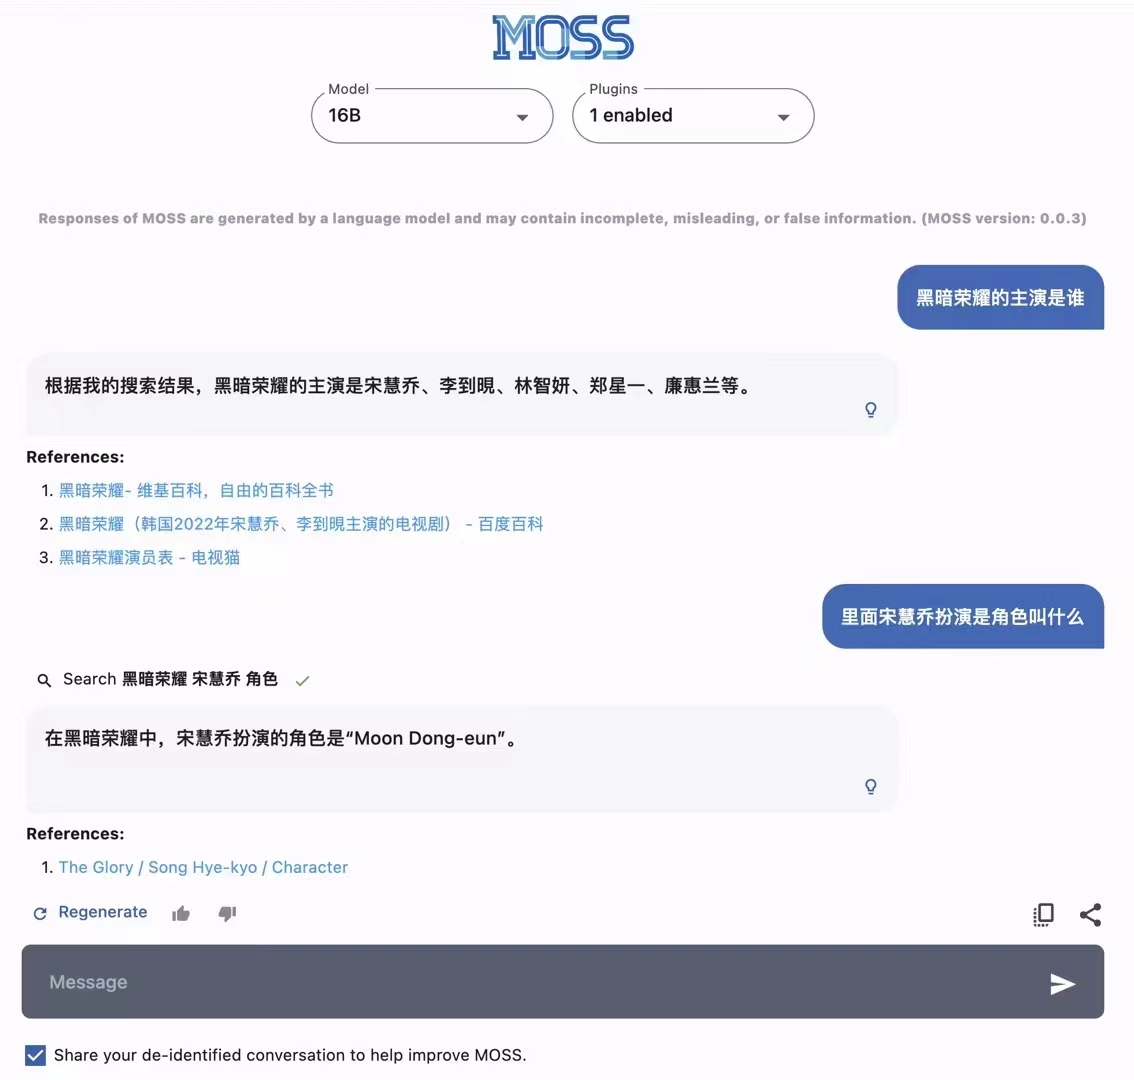 MOSS
Model
Plugins
16B
1 enabled
Responses of MOSS are generated by a language model and may contain incomplete, misleading, or false information. (MOSS version: 0.0.3)
黑暗荣耀的主演是谁
根据我的搜索结果，黑暗荣耀的主演是宋慧乔、李到晛、林智妍、郑星一、廉惠兰等。
References:
1. 黑暗荣耀- 维基百科，自由的百科全书
2. 黑暗荣耀（韩国2022年宋慧乔、李到晛主演的电视剧） - 百度百科
3. 黑暗荣耀演员表 - 电视猫
里面宋慧乔扮演是角色叫什么
Search 黑暗荣耀 宋慧乔 角色
在黑暗荣耀中，宋慧乔扮演的角色是“Moon Dong-eun”。
References:
1. The Glory / Song Hye-kyo / Character
Regenerate
Message
Share your de-identified conversation to help improve MOSS.